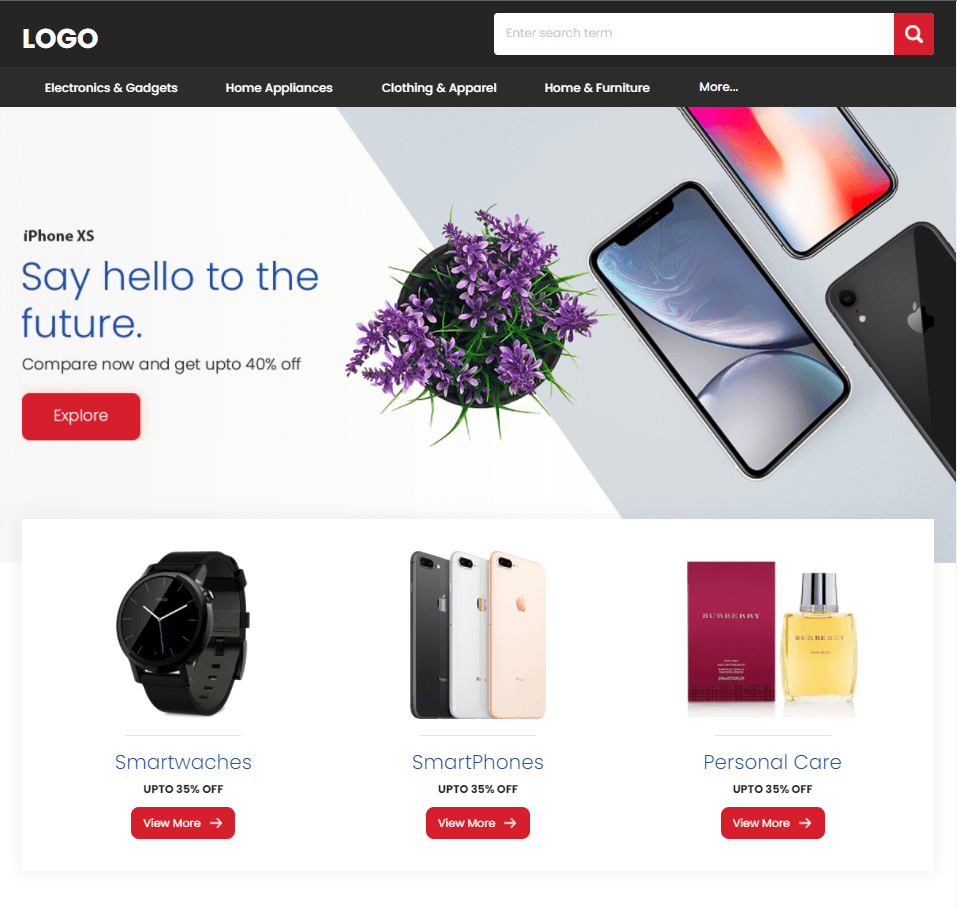 LOGO
Enter search term
Electronics & Gadgets
Home Appliances
Clothing & Apparel
Home & Furniture
More...
iPhone XS
Say hello to the
future.
Compare now and get upto 40% off
Explore
BURBERRY
BURBERRY
Smartwaches
SmartPhones
Personal Care
UPTO 35% OFF
UPTO 35% OFF
UPTO 35% OFF
View More
View More
View More